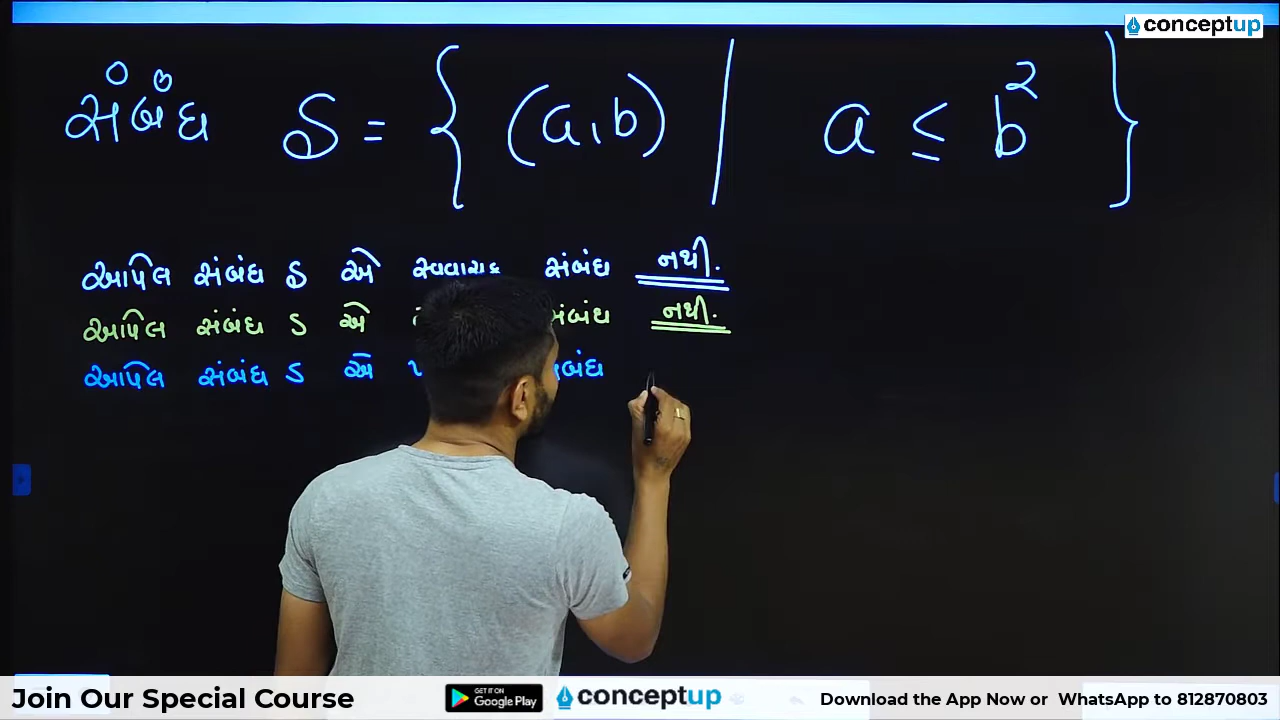 conceptup
સંબંધ S = { (a, b) | a ≤ b² }
આપેલ સંબંધ S એ સ્વવાચક સંબંધ નથી.
આપેલ સંબંધ S એ સંબંધ નથી.
આપેલ સંબંધ S એ
Join Our Special Course
GET IT ON
Google Play
conceptup
Download the App Now or WhatsApp to 812870803